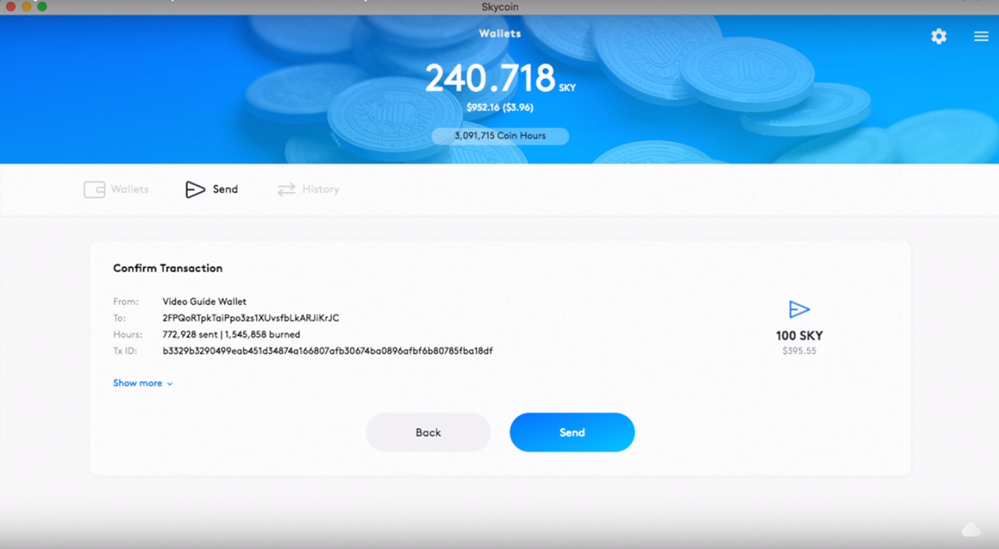 Skycoin
Wallets
240.718 SKY
$952.16 ($3.96)
3,091,715 Coin Hours
Wallets
Send
History
Confirm Transaction
From: Video Guide Wallet
To: 2FPQoRTpkTaiPpo3zs1XUvsfbLkARJiKrJC
Hours: 772,928 sent | 1,545,858 burned
Tx ID: b3329b3290499eab451d34874a166807afb30674ba0896afbf6b80785fba18df
100 SKY
$395.55
Show more
Back
Send